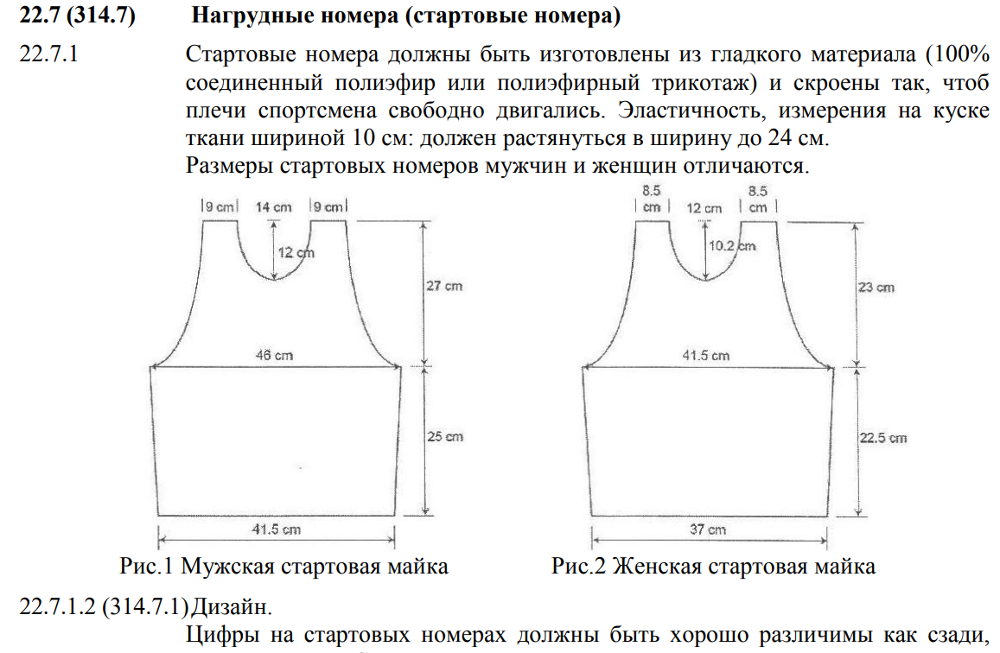 22.7 (314.7) Нагрудные номера (стартовые номера)
22.7.1 Стартовые номера должны быть изготовлены из гладкого материала (100%
соединенный полиэфир или полиэфирный трикотаж) и скроены так, чтоб
плечи спортсмена свободно двигались. Эластичность, измерения на куске
ткани шириной 10 см: должен растянуться в ширину до 24 см.
Размеры стартовых номеров мужчин и женщин отличаются.
9 cm 14 cm 9 cm
12 cm
27 cm
46 cm
25 cm
41.5 cm
Рис.1 Мужская стартовая майка
8.5 cm 12 cm 8.5 cm
10.2 cm
23 cm
41.5 cm
22.5 cm
37 cm
Рис.2 Женская стартовая майка
22.7.1.2 (314.7.1) Дизайн.
Цифры на стартовых номерах должны быть хорошо различимы как сзади,